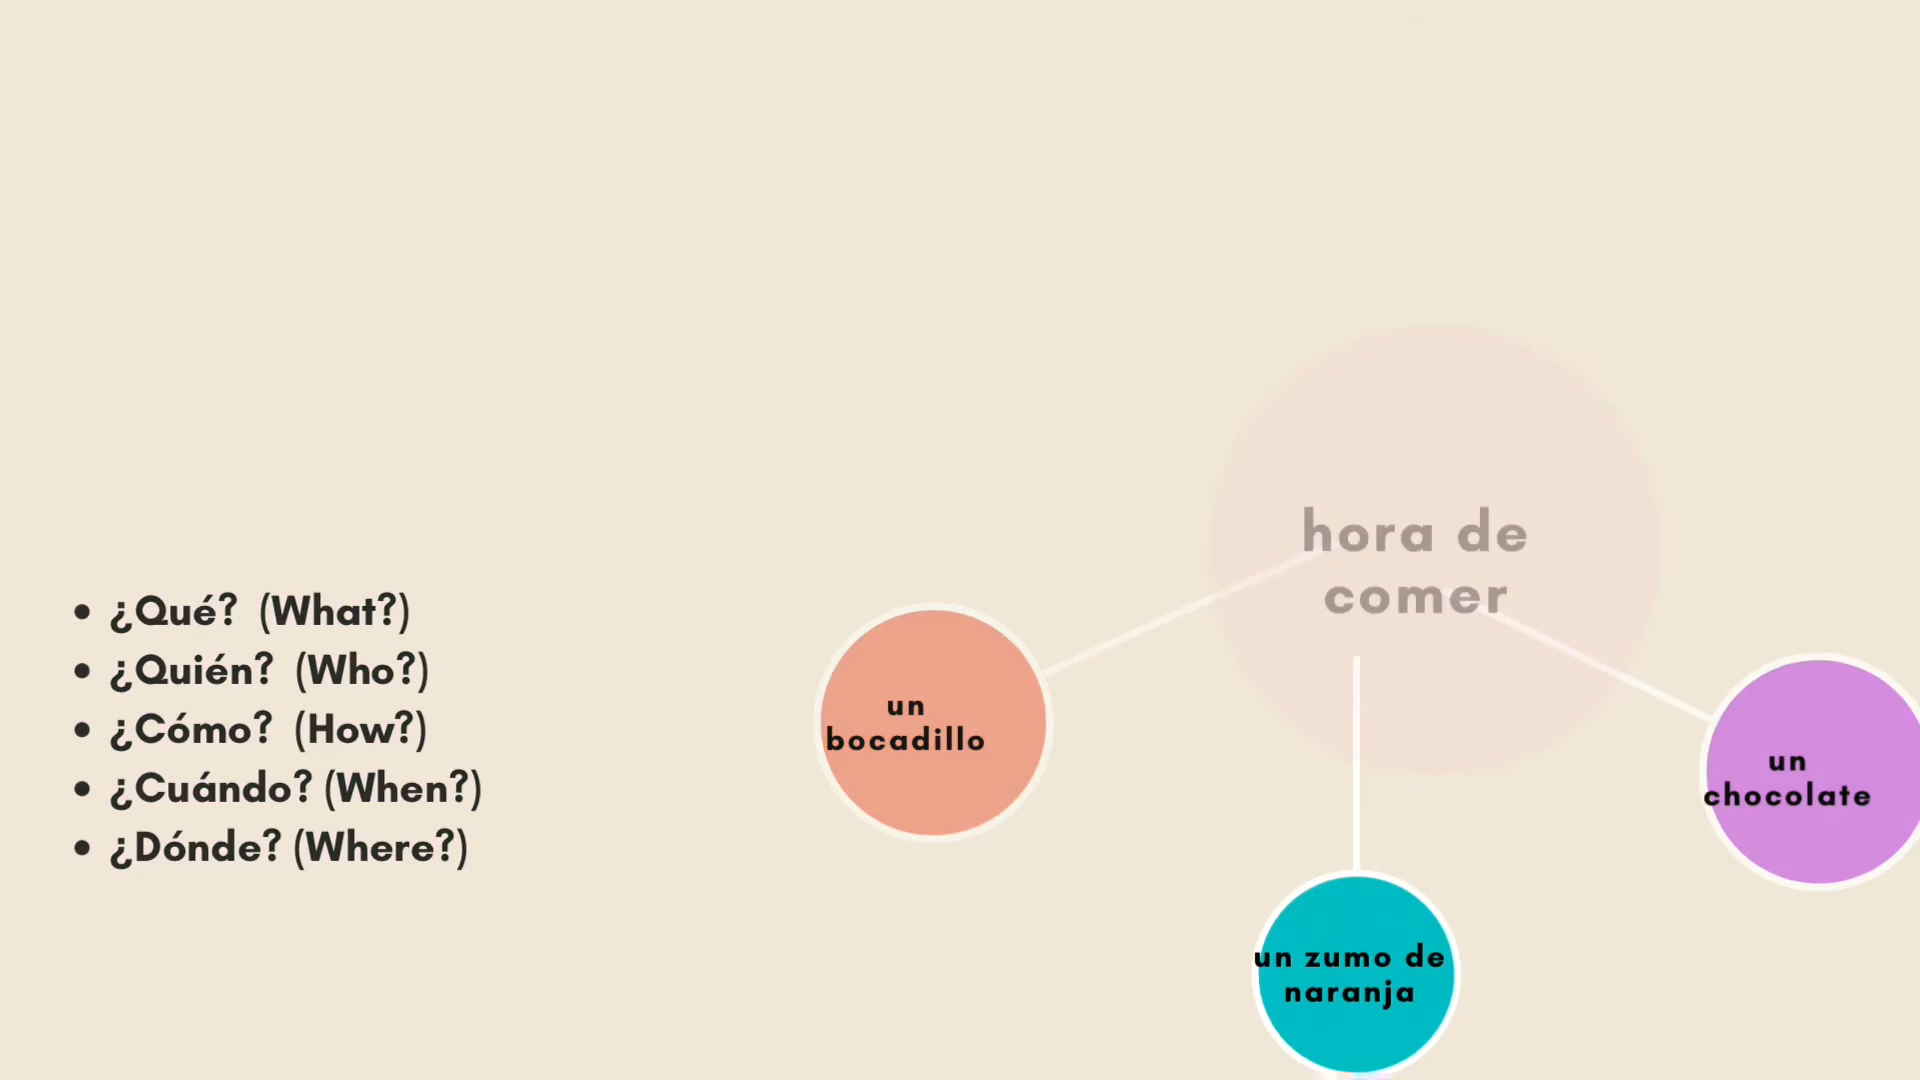 • ¿Qué? (What?)
• ¿Quién? (Who?)
• ¿Cómo? (How?)
• ¿Cuándo? (When?)
• ¿Dónde? (Where?)
hora de
comer
un
bocadillo
un
chocolate
un zumo de
naranja